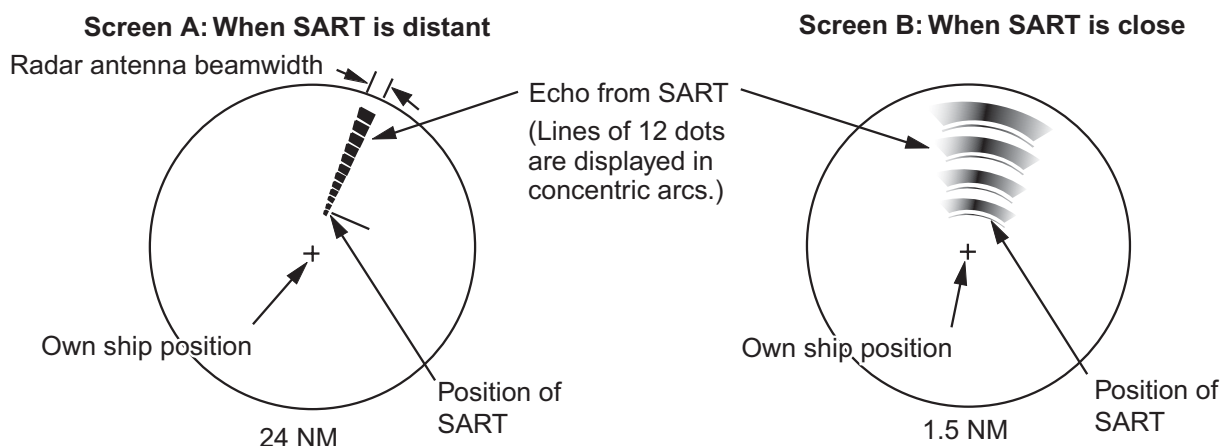 Screen A: When SART is distant
Radar antenna beamwidth
Own ship position
Position of
SART
24 NM
Echo from SART
(Lines of 12 dots
are displayed in
concentric arcs.)
Screen B: When SART is close
Own ship position
Position of
SART
1.5 NM